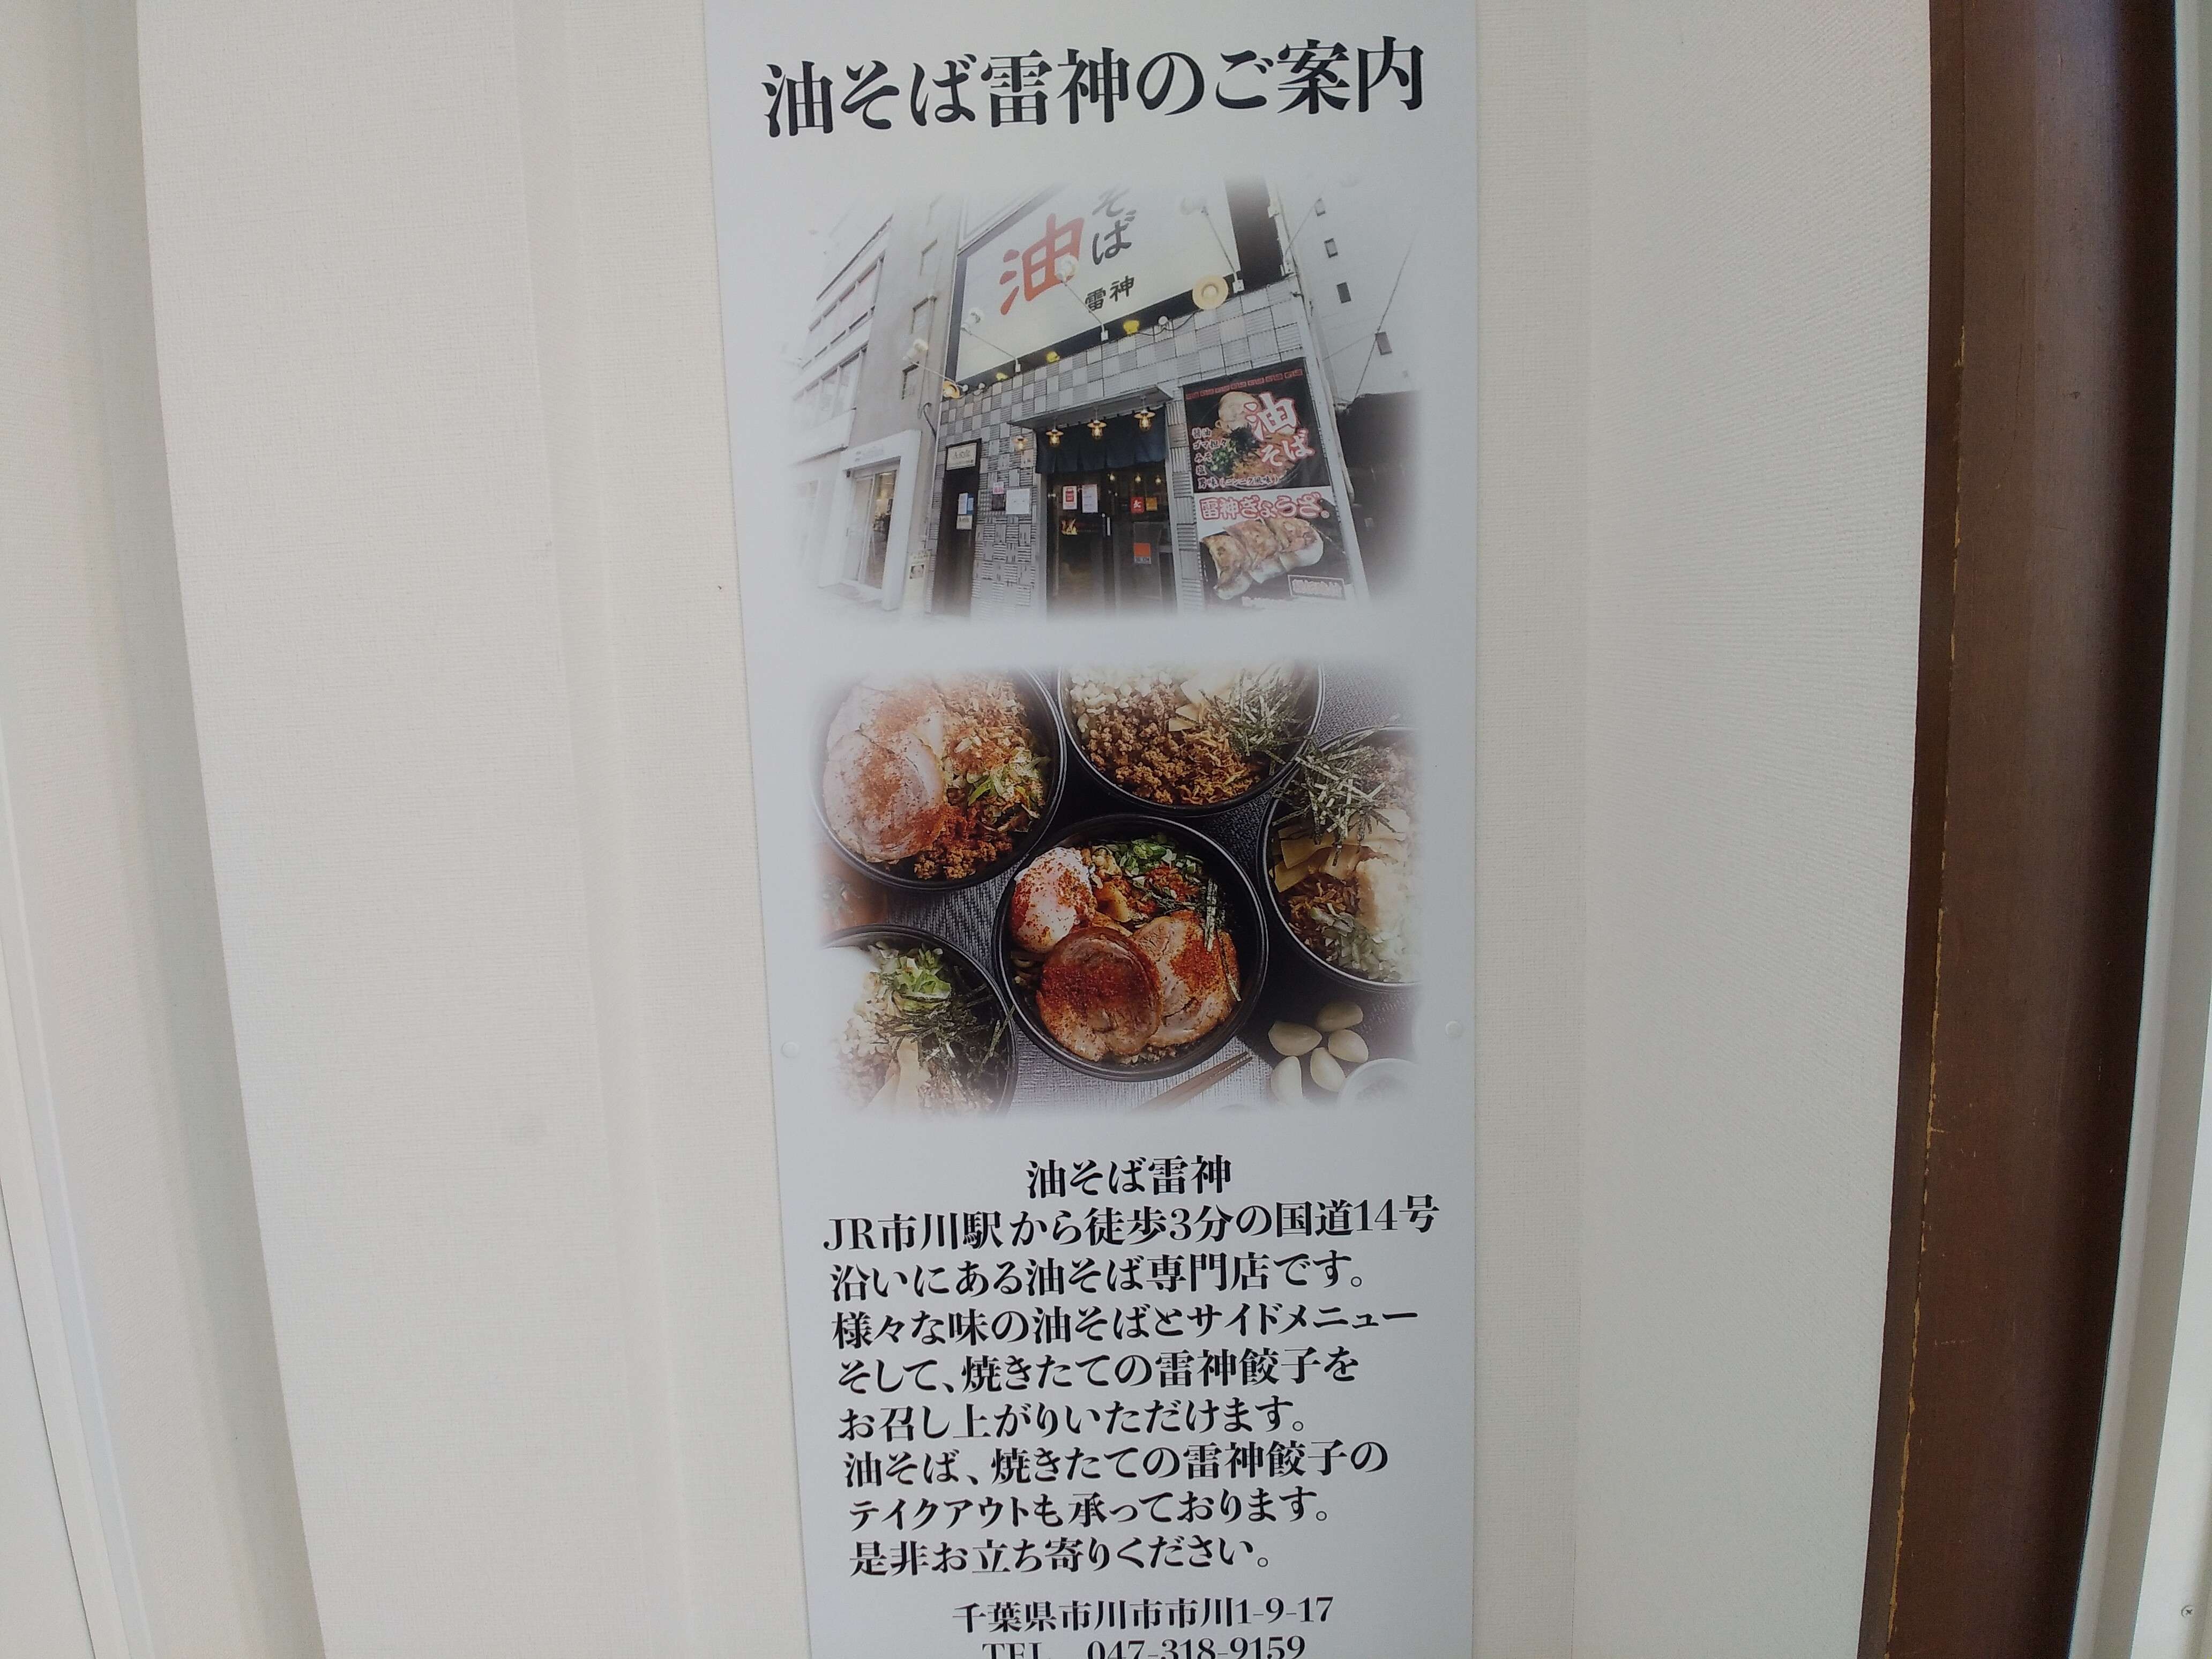 油そば雷神のご案内
油
そば
雷神
油
そば
雷神ぎょうざ。
油そば雷神
JR市川駅から徒歩3分の国道14号
沿いにある油そば専門店です。
様々な味の油そばとサイドメニュー
そして、焼きたての雷神餃子を
お召し上がりいただけます。
油そば、焼きたての雷神餃子の
テイクアウトも承っております。
是非お立ち寄りください。
千葉県市川市市川1-9-17
TEL 047-318-9159